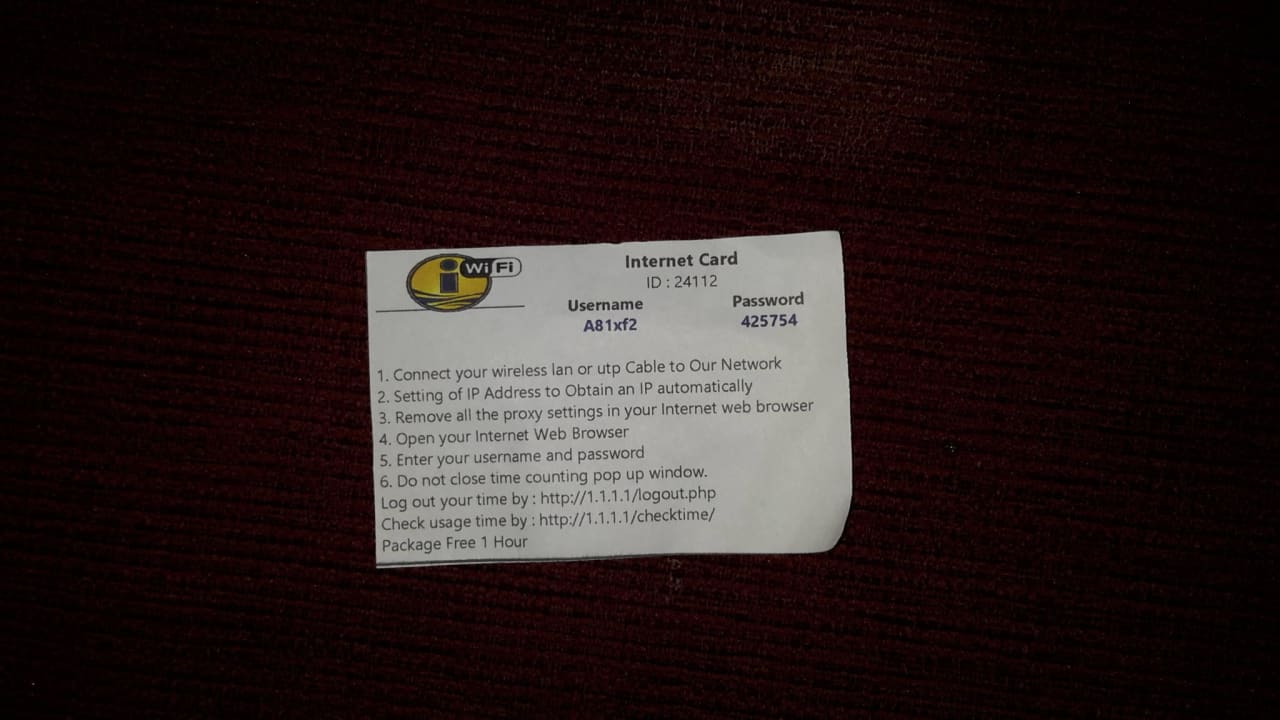 i WiFi
Internet Card
ID : 24112
Username Password
A81xf2 425754
1. Connect your wireless lan or utp Cable to Our Network
2. Setting of IP Address to Obtain an IP automatically
3. Remove all the proxy settings in your Internet web browser
4. Open your Internet Web Browser
5. Enter your username and password
6. Do not close time counting pop up window.
Log out your time by : http://1.1.1.1/logout.php
Check usage time by : http://1.1.1.1/checktime/
Package Free 1 Hour